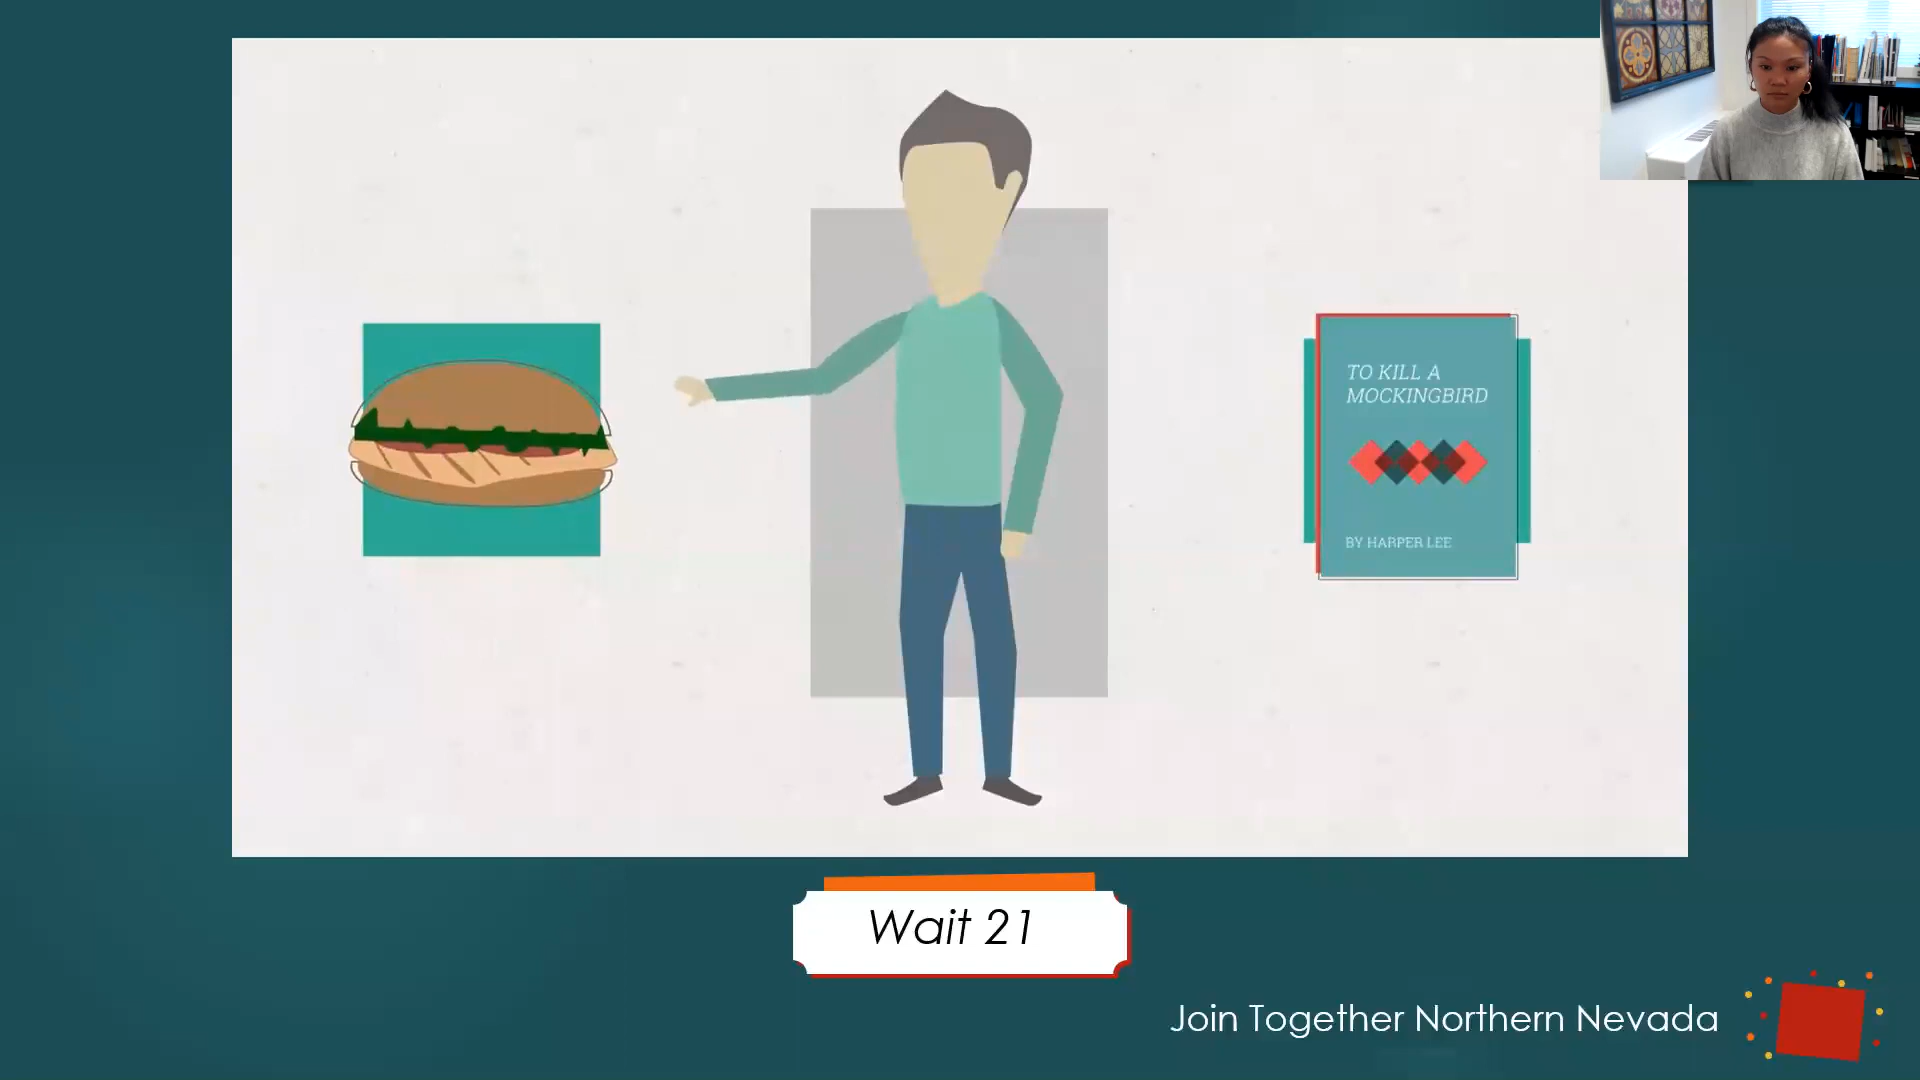 TO KILL A
MOCKINGBIRD
BY HARPER LEE
Wait 21
Join Together Northern Nevada